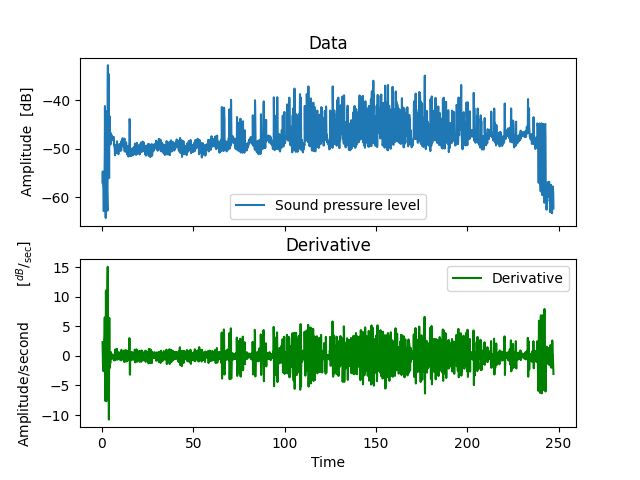 Data
Amplitude [dB]
−40
−50
−60
Sound pressure level
Derivative
Amplitude/second [dB/sec]
15
10
5
0
−5
−10
Derivative
0 50 100 150 200 250
Time